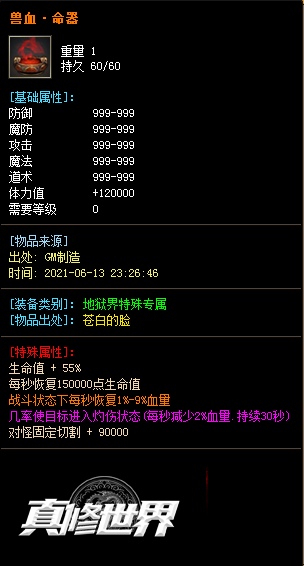 兽血·命器
重量 1
持久 60/60
[基础属性]:
防御 999-999
魔防 999-999
攻击 999-999
魔法 999-999
道术 999-999
体力值 +120000
需要等级 0
[物品来源]
出处: GM制造
时间: 2021-06-13 23:26:46
[装备类别]: 地狱界特殊专属
[物品出处]: 苍白的脸
[特殊属性]:
生命值 + 55%
每秒恢复150000点生命值
战斗状态下每秒恢复1%-9%血量
几率使目标进入灼伤状态(每秒减少2%血量.持续30秒)
对怪固定切割 + 90000
真修世界